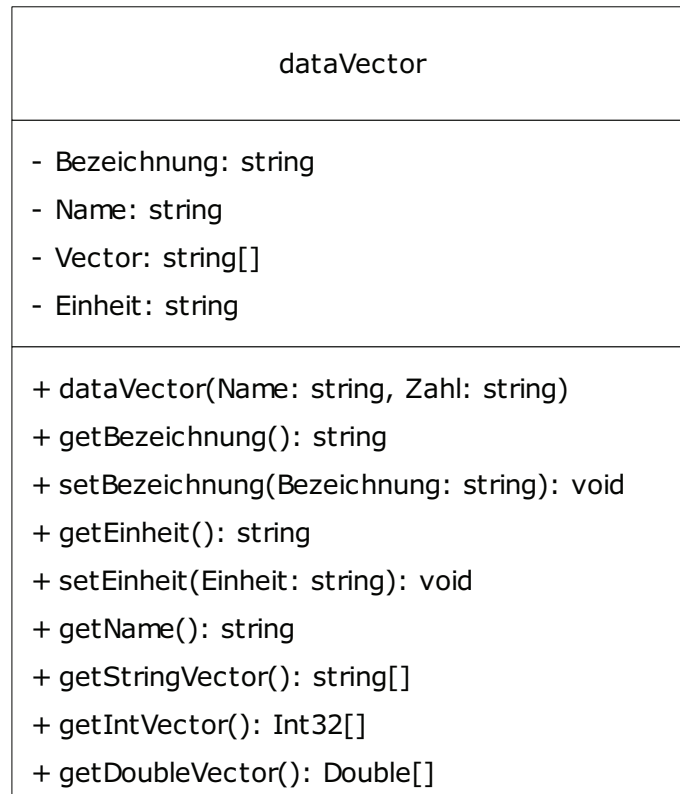 dataVector
- Bezeichnung: string
- Name: string
- Vector: string[]
- Einheit: string
+ dataVector(Name: string, Zahl: string)
+ getBezeichnung(): string
+ setBezeichnung(Bezeichnung: string): void
+ getEinheit(): string
+ setEinheit(Einheit: string): void
+ getName(): string
+ getStringVector(): string[]
+ getIntVector(): Int32[]
+ getDoubleVector(): Double[]